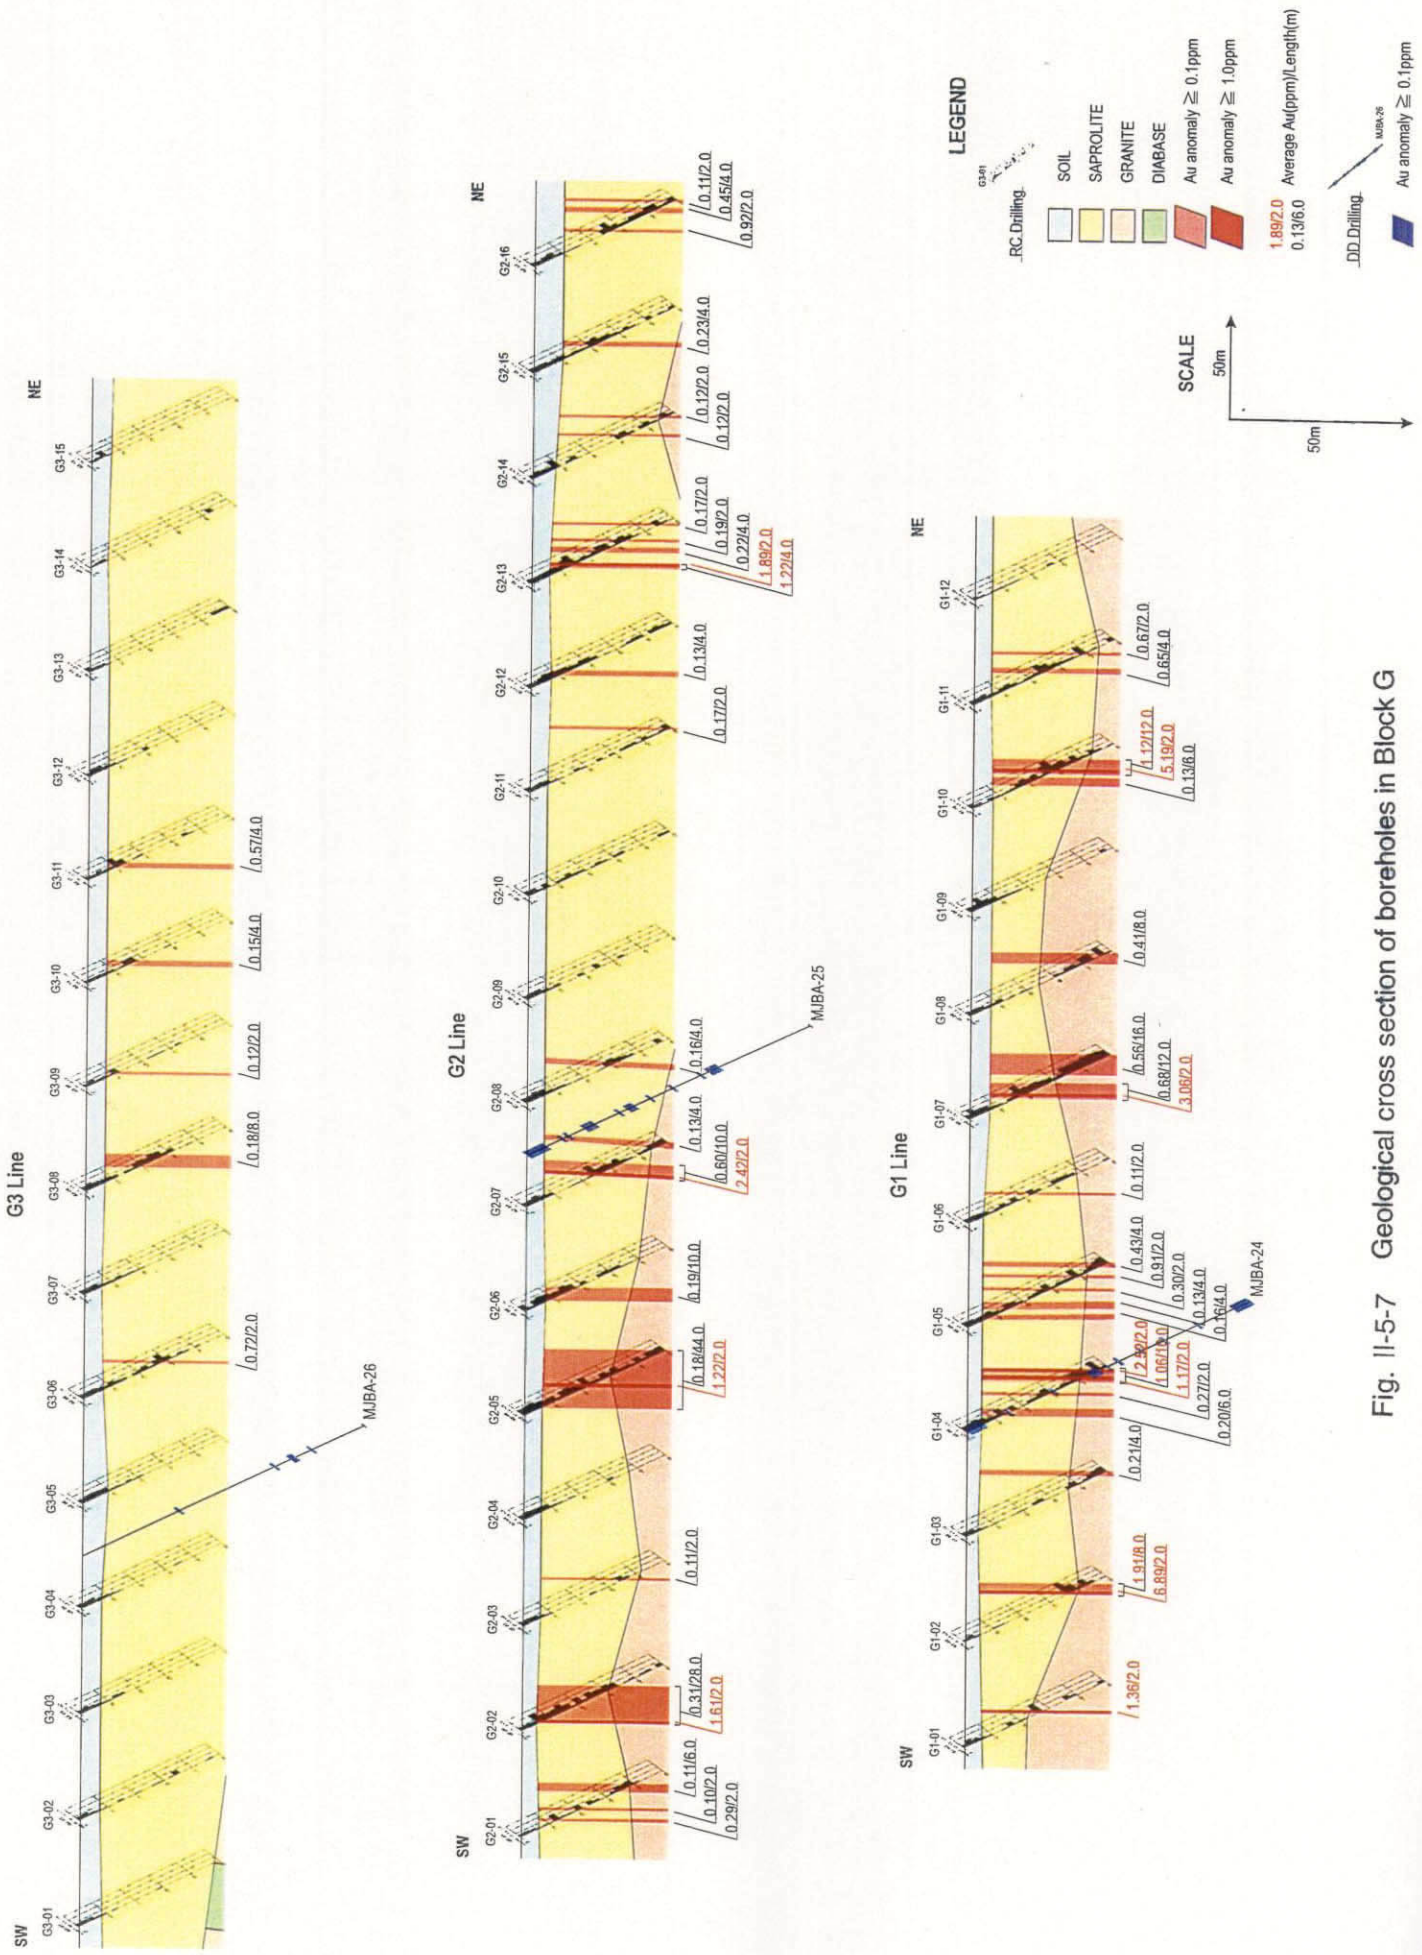 G3 Line
SW
NE
G3-01
G3-02
G3-03
G3-04
G3-05
G3-06
G3-07
G3-08
G3-09
G3-10
G3-11
G3-12
G3-13
G3-14
G3-15
0.72/2.0
0.18/8.0
0.12/2.0
0.15/4.0
0.57/4.0
MJBA-26
G2 Line
SW
NE
G2-01
G2-02
G2-03
G2-04
G2-05
G2-06
G2-07
G2-08
G2-09
G2-10
G2-11
G2-12
G2-13
G2-14
G2-15
G2-16
0.11/6.0
0.10/2.0
0.29/2.0
0.31/28.0
1.61/2.0
0.11/2.0
0.18/44.0
1.22/2.0
0.19/10.0
0.13/4.0
0.60/10.0
2.42/2.0
0.16/4.0
MJBA-25
0.17/2.0
0.13/4.0
0.17/2.0
0.19/2.0
0.22/4.0
1.89/2.0
1.22/4.0
0.12/2.0
0.12/2.0
0.23/4.0
0.11/2.0
0.45/4.0
0.92/2.0
G1 Line
SW
NE
G1-01
G1-02
G1-03
G1-04
G1-05
G1-06
G1-07
G1-08
G1-09
G1-10
G1-11
G1-12
1.36/2.0
1.91/8.0
6.89/2.0
0.21/4.0
1.17/2.0
0.27/2.0
0.20/6.0
0.43/4.0
0.91/2.0
0.30/2.0
0.13/4.0
0.16/4.0
MJBA-24
0.11/2.0
0.56/16.0
0.68/12.0
3.06/2.0
0.41/8.0
1.12/12.0
5.19/2.0
0.13/6.0
0.67/2.0
0.65/4.0
SCALE
50m
50m
LEGEND
RC Drilling
G3-01
SOIL
SAPROLITE
GRANITE
DIABASE
Au anomaly ≧ 0.1ppm
Au anomaly ≧ 1.0ppm
1.89/2.0
0.13/6.0
Average Au(ppm)/Length(m)
DD Drilling
MJBA-26
Au anomaly ≧ 0.1ppm
Fig. II-5-7 Geological cross section of boreholes in Block G